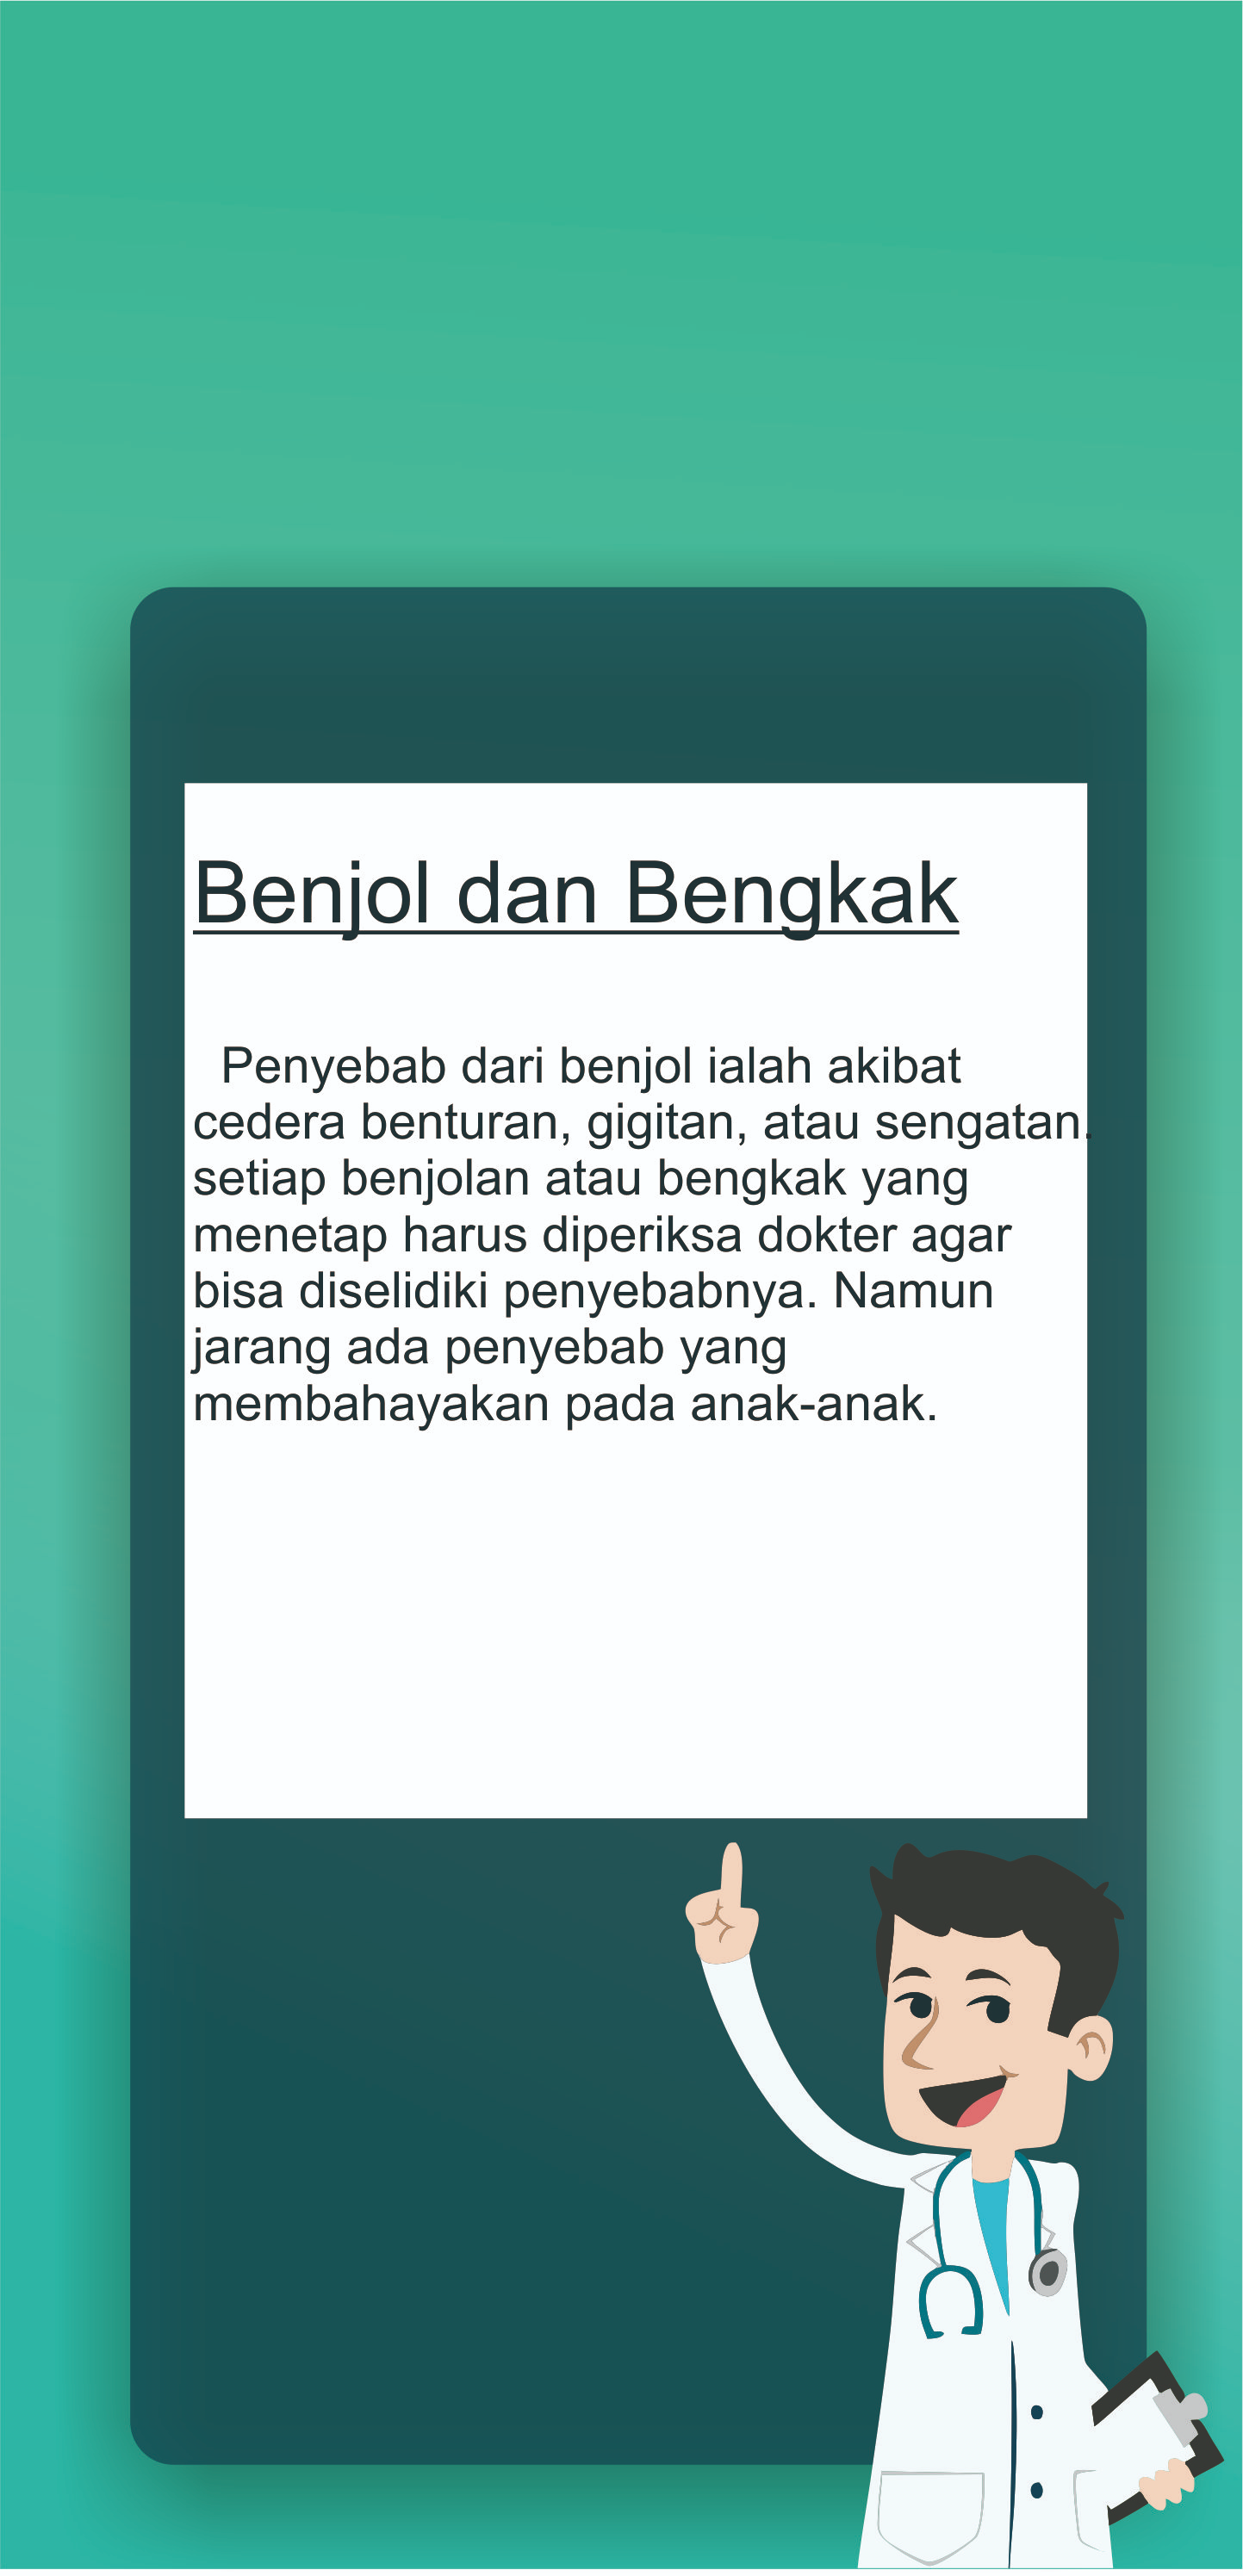 Benjol dan Bengkak
Penyebab dari benjol ialah akibat
cedera benturan, gigitan, atau sengatan.
setiap benjolan atau bengkak yang
menetap harus diperiksa dokter agar
bisa diselidiki penyebabnya. Namun
jarang ada penyebab yang
membahayakan pada anak-anak.